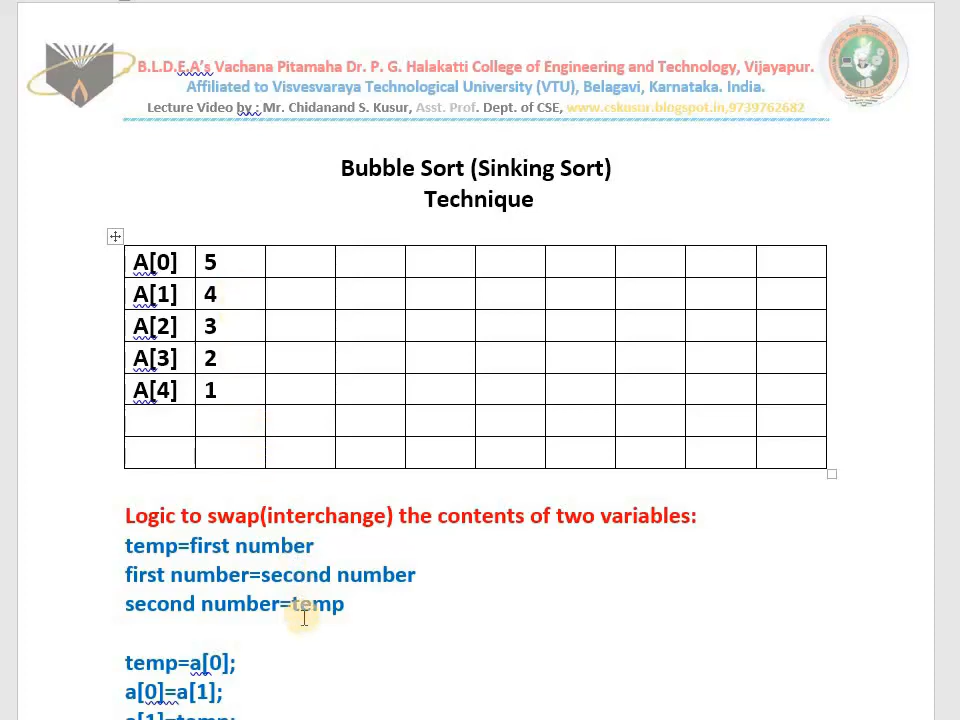 B.L.D.E.A's Vachana Pitamaha Dr. P. G. Halakatti College of Engineering and Technology, Vijayapur.
Affiliated to Visvesvaraya Technological University (VTU), Belagavi, Karnataka. India.
Lecture Video by : Mr. Chidanand S. Kusur, Asst. Prof. Dept. of CSE, www.cskusur.blogspot.in,9739762682
Bubble Sort (Sinking Sort)
Technique
A[0] 5
A[1] 4
A[2] 3
A[3] 2
A[4] 1
Logic to swap(interchange) the contents of two variables:
temp=first number
first number=second number
second number=temp
temp=a[0];
a[0]=a[1];
a[1]=temp;